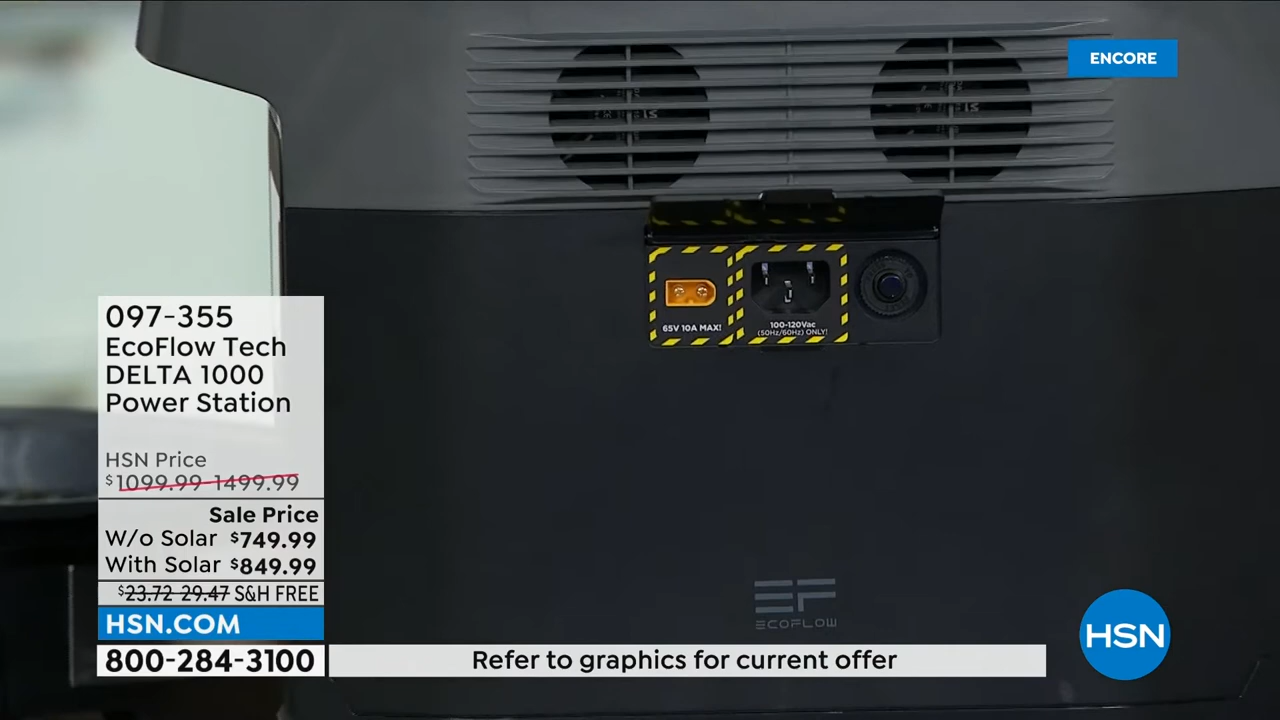 ENCORE
65V 10A MAX!
100-120Vac
(50Hz/60Hz) ONLY!
097-355
EcoFlow Tech
DELTA 1000
Power Station
HSN Price
$1099.99-1499.99
Sale Price
W/o Solar $749.99
With Solar $849.99
$23.72-29.47 S&H FREE
HSN.COM
800-284-3100
Refer to graphics for current offer
EF
ECOFLOW
HSN